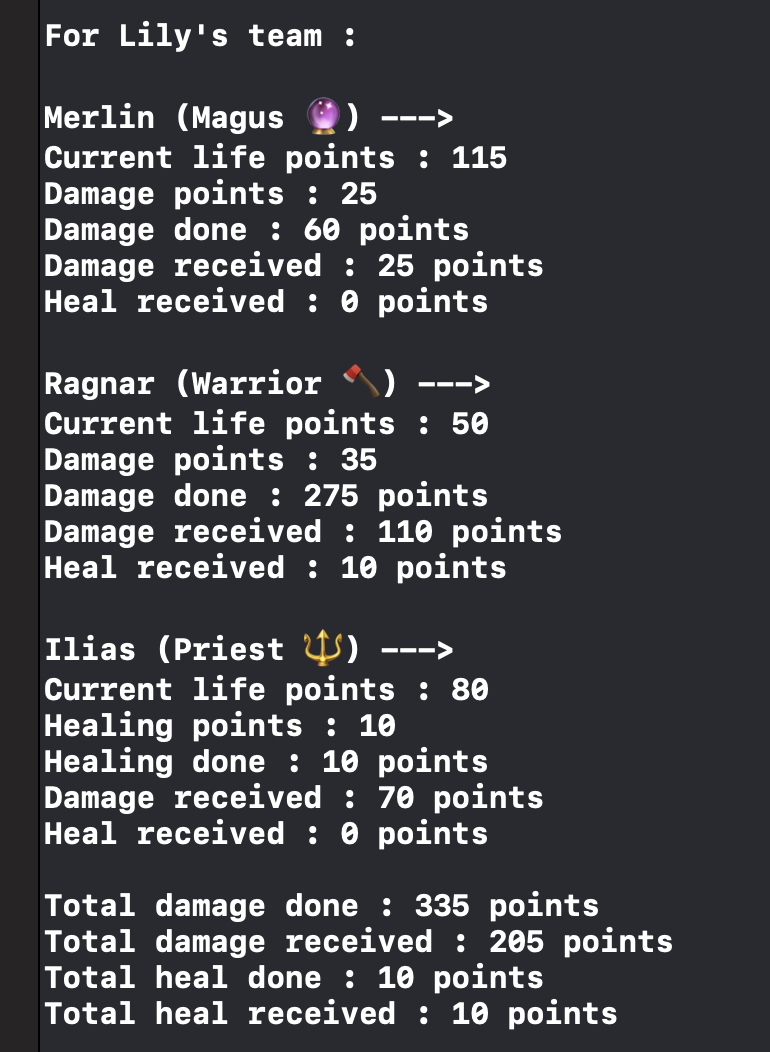 For Lily's team :
Merlin (Magus 🔮) --->
Current life points : 115
Damage points : 25
Damage done : 60 points
Damage received : 25 points
Heal received : 0 points
Ragnar (Warrior 🪓) --->
Current life points : 50
Damage points : 35
Damage done : 275 points
Damage received : 110 points
Heal received : 10 points
Ilias (Priest 🔱) --->
Current life points : 80
Healing points : 10
Healing done : 10 points
Damage received : 70 points
Heal received : 0 points
Total damage done : 335 points
Total damage received : 205 points
Total heal done : 10 points
Total heal received : 10 points